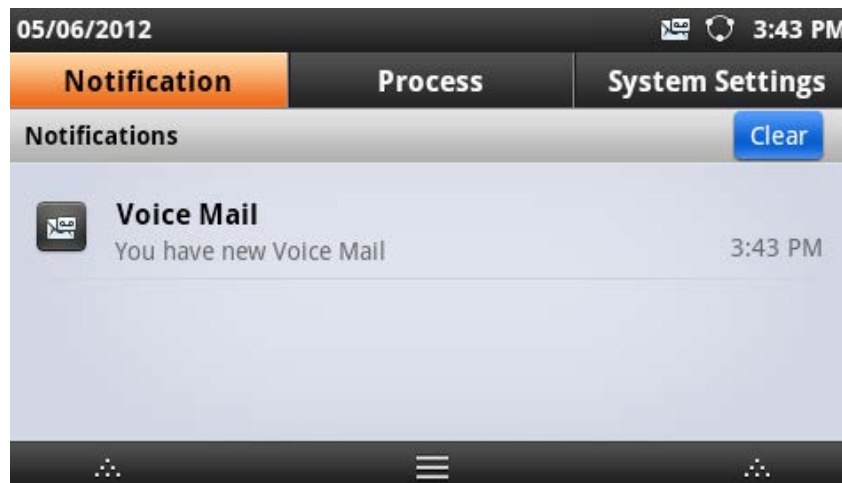 05/06/2012 3:43 PM
Notification Process System Settings
Notifications Clear
Voice Mail
You have new Voice Mail 3:43 PM